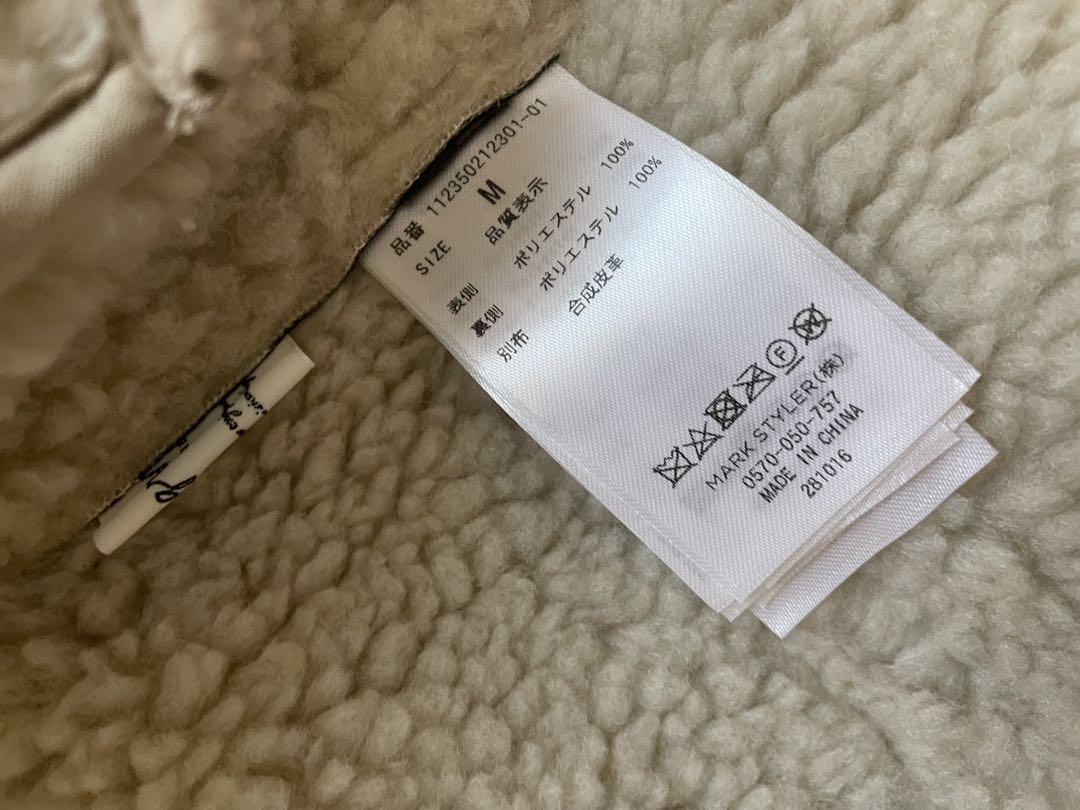 品番 112350212301-01
SIZE M
品質表示
表側 ポリエステル 100%
裏側 ポリエステル 100%
別布 合成皮革
F W
MARK STYLER(株)
0570-050-757
MADE IN CHINA
281016